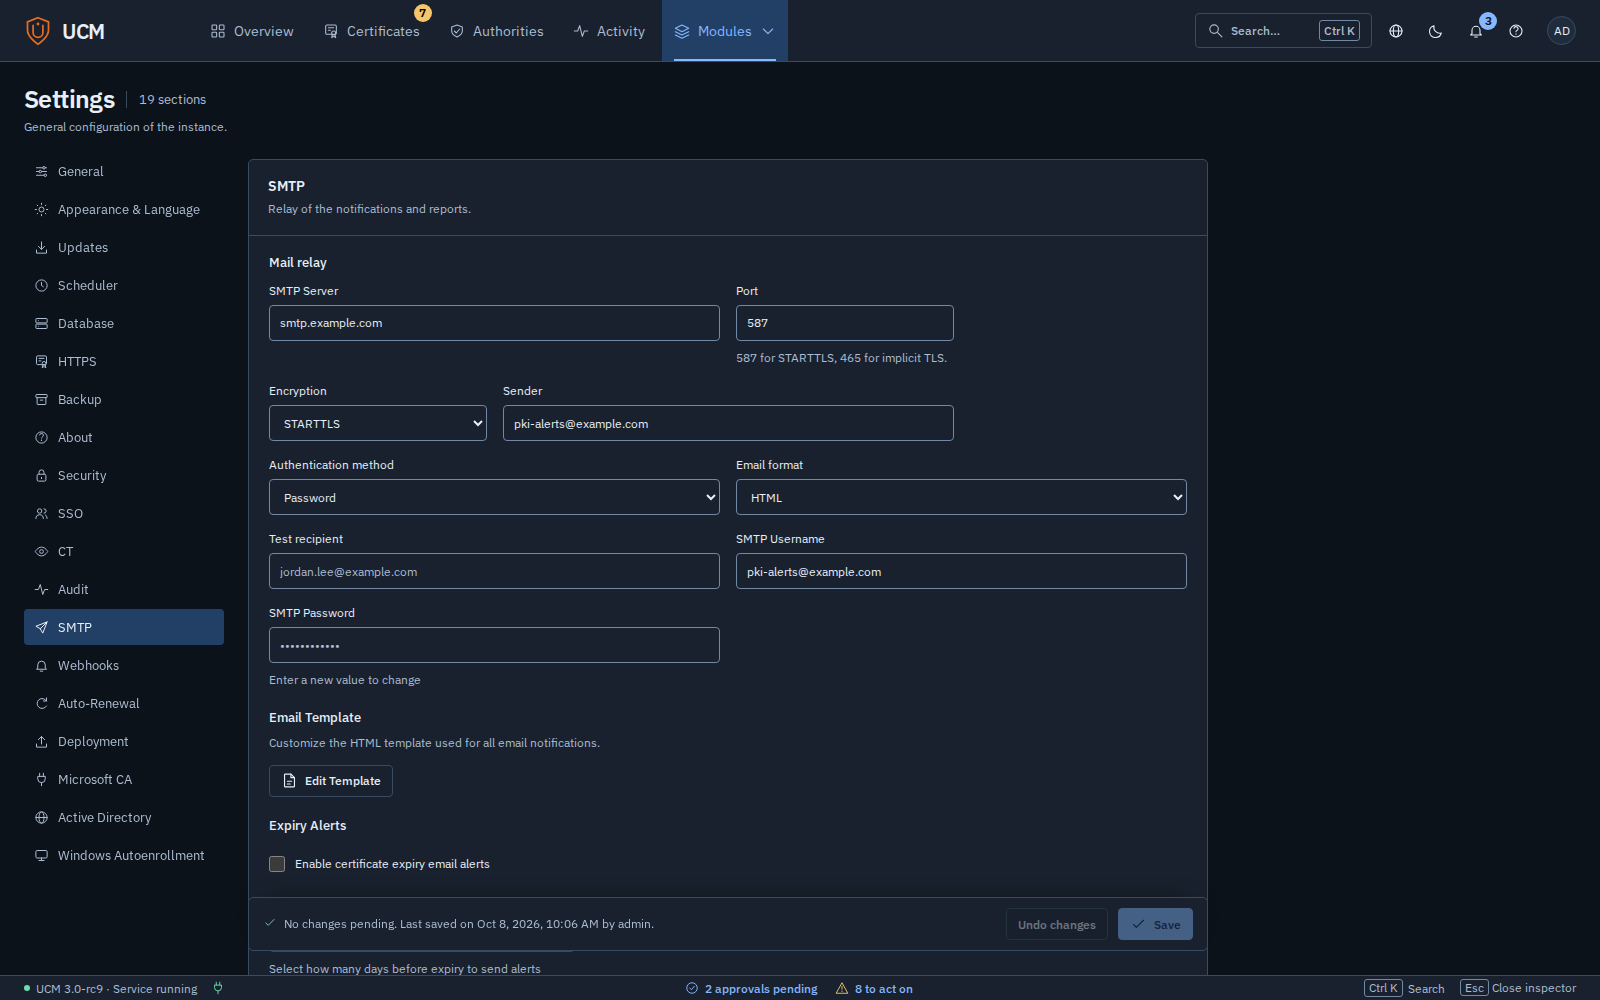 UCM
Overview
Certificates
7
Authorities
Activity
Modules
Search...
Ctrl K
3
AD
Settings
19 sections
General configuration of the instance.
General
Appearance & Language
Updates
Scheduler
Database
HTTPS
Backup
About
Security
SSO
CT
Audit
SMTP
Webhooks
Auto-Renewal
Deployment
Microsoft CA
Active Directory
Windows Autoenrollment
SMTP
Relay of the notifications and reports.
Mail relay
SMTP Server
Port
smtp.example.com
587
587 for STARTTLS, 465 for implicit TLS.
Encryption
Sender
STARTTLS
pki-alerts@example.com
Authentication method
Email format
Password
HTML
Test recipient
SMTP Username
jordan.lee@example.com
pki-alerts@example.com
SMTP Password
••••••••••••
Enter a new value to change
Email Template
Customize the HTML template used for all email notifications.
Edit Template
Expiry Alerts
Enable certificate expiry email alerts
No changes pending. Last saved on Oct 8, 2026, 10:06 AM by admin.
Undo changes
Save
Select how many days before expiry to send alerts
UCM 3.0-rc9 · Service running
2 approvals pending
8 to act on
Ctrl K Search
Esc Close inspector